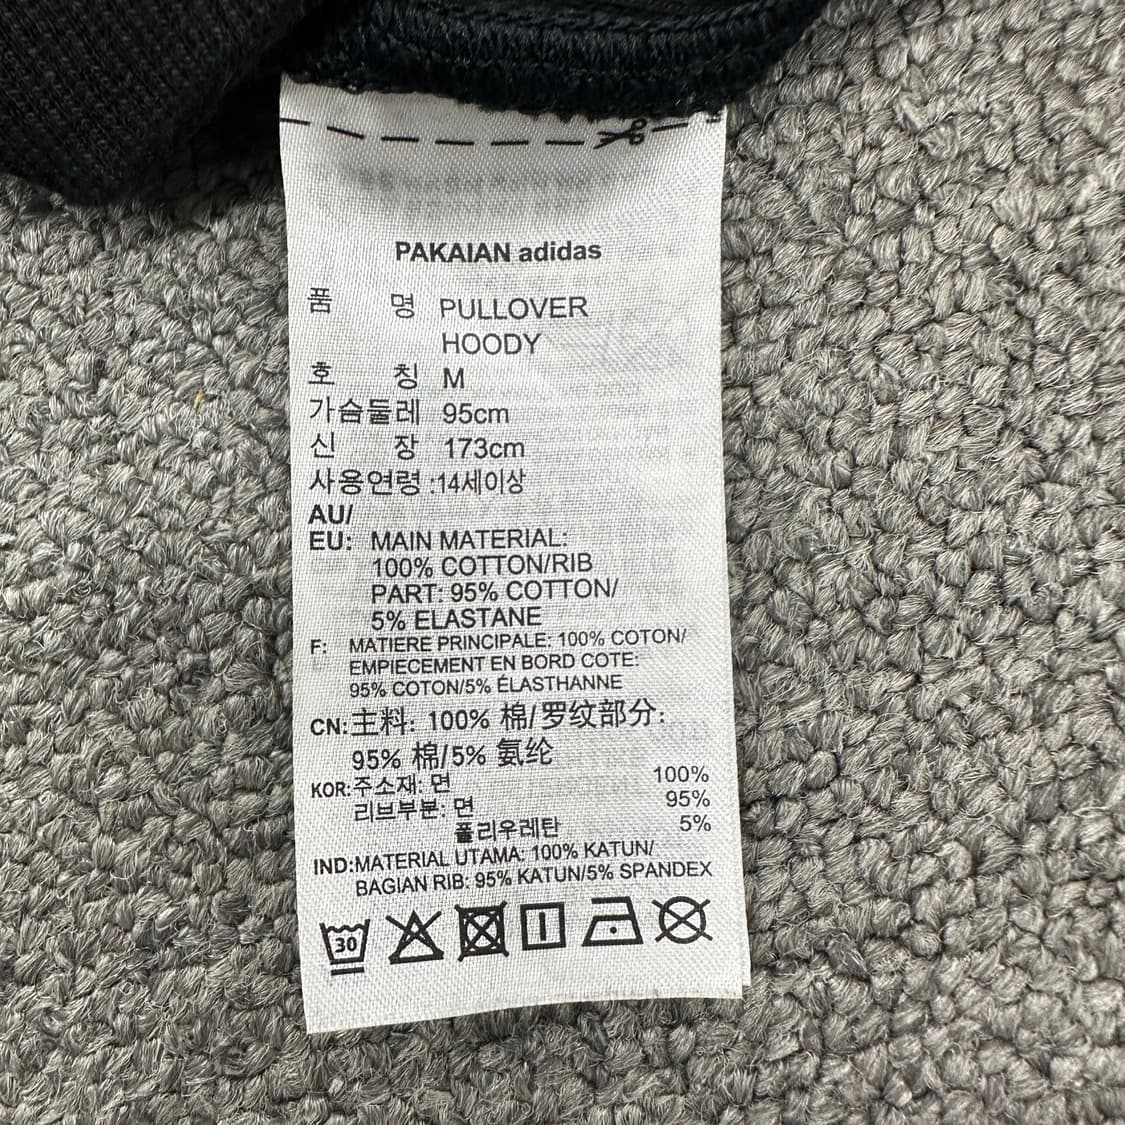 PAKAIAN adidas
품 명 PULLOVER
HOODY
호 칭 M
가슴둘레 95cm
신 장 173cm
사용연령 :14세이상
AU/
EU: MAIN MATERIAL:
100% COTTON/RIB
PART: 95% COTTON/
5% ELASTANE
F: MATIERE PRINCIPALE: 100% COTON/
EMPIECEMENT EN BORD COTE:
95% COTON/5% ÉLASTHANNE
CN:主料: 100% 棉/罗纹部分:
95% 棉/5% 氨纶
KOR:주소재: 면 100%
리브부분: 면 95%
폴리우레탄 5%
IND:MATERIAL UTAMA: 100% KATUN/
BAGIAN RIB: 95% KATUN/5% SPANDEX
30